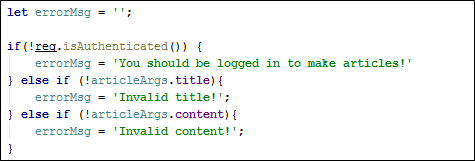 let errorMsg = '';
if(!req.isAuthenticated()) {
errorMsg = 'You should be logged in to make articles!'
} else if (!articleArgs.title){
errorMsg = 'Invalid title!';
} else if (!articleArgs.content){
errorMsg = 'Invalid content!';
}